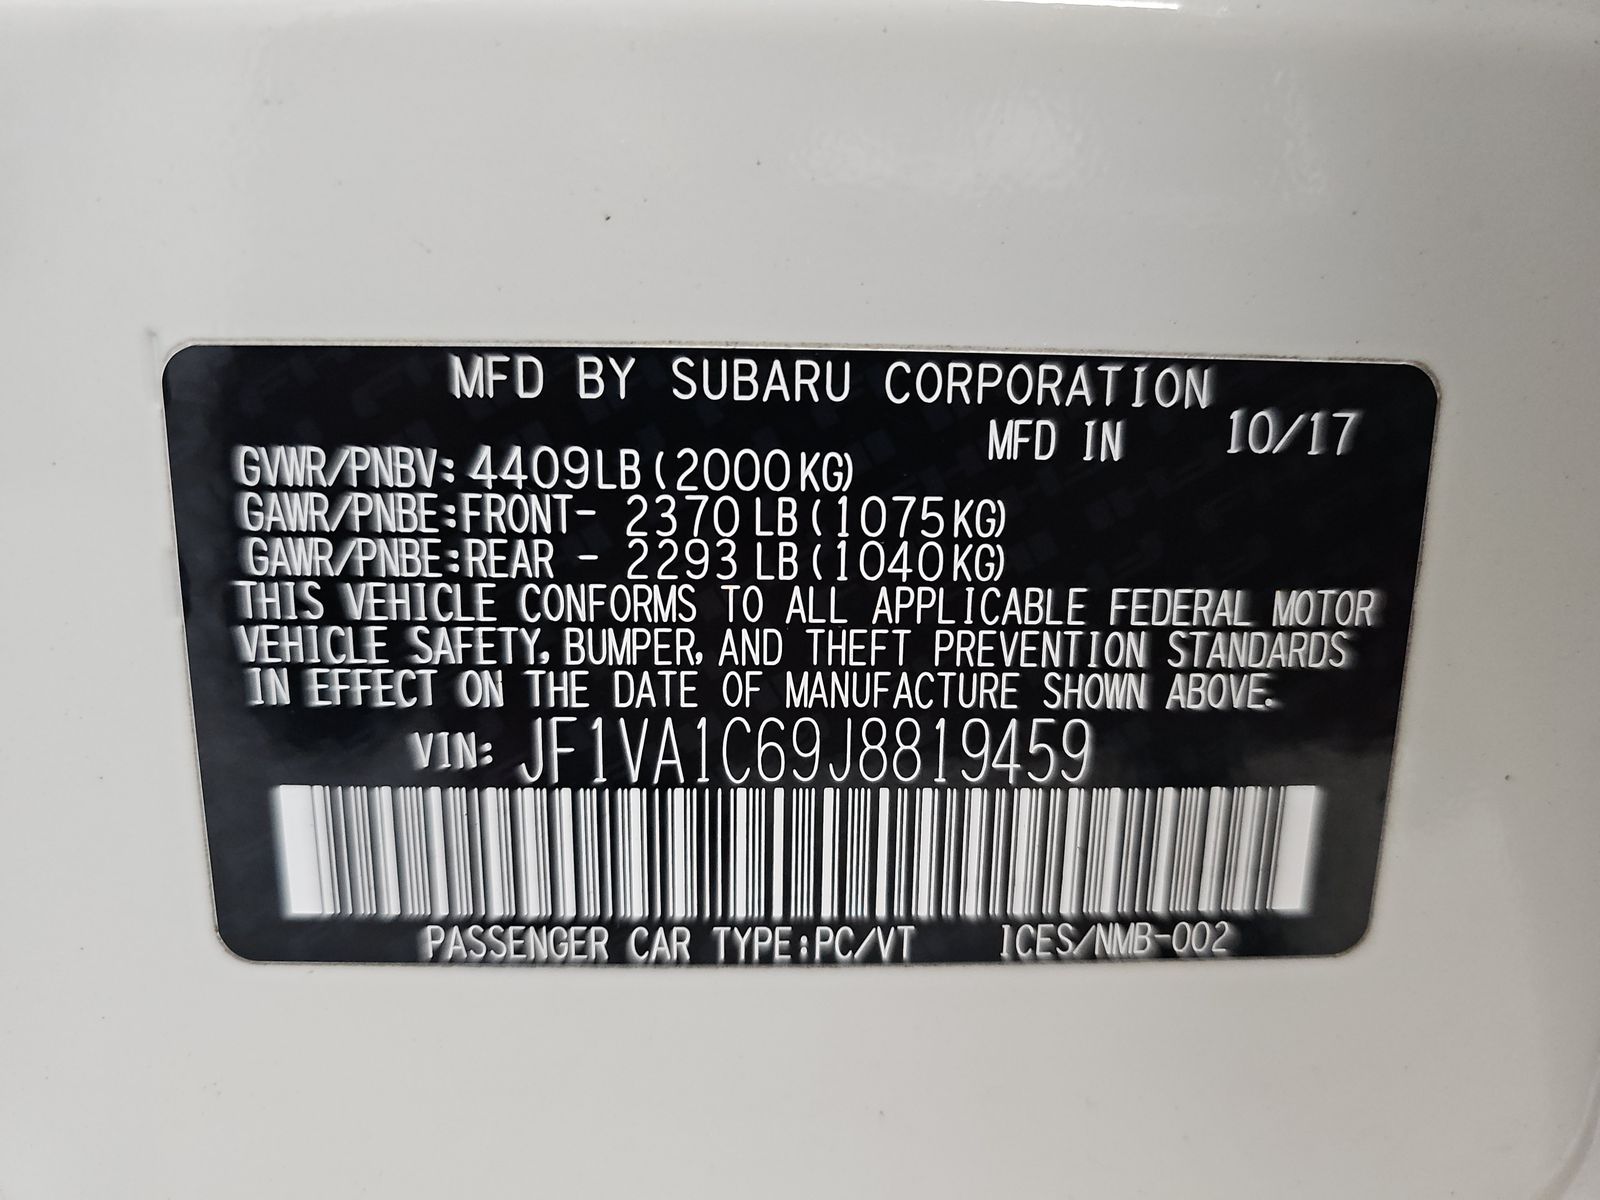 MFD BY SUBARU CORPORATION
MFD IN 10/17
GVWR/PNBV: 4409LB (2000KG)
GAWR/PNBE:FRONT- 2370LB (1075KG)
GAWR/PNBE:REAR - 2293LB (1040KG)
THIS VEHICLE CONFORMS TO ALL APPLICABLE FEDERAL MOTOR
VEHICLE SAFETY, BUMPER, AND THEFT PREVENTION STANDARDS
IN EFFECT ON THE DATE OF MANUFACTURE SHOWN ABOVE.
VIN: JF1VA1C69J8819459
PASSENGER CAR TYPE:PC/VT ICES/NMB-002